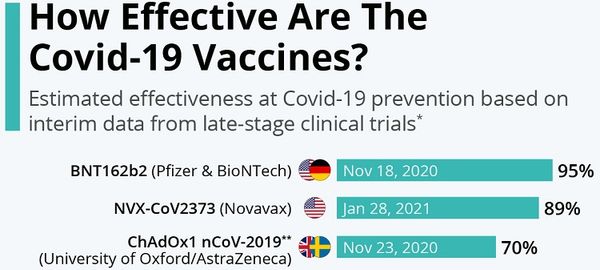 How Effective Are The
Covid-19 Vaccines?
Estimated effectiveness at Covid-19 prevention based on
interim data from late-stage clinical trials*
BNT162b2 (Pfizer & BioNTech) Nov 18, 2020 95%
NVX-CoV2373 (Novavax) Jan 28, 2021 89%
ChAdOx1 nCoV-2019** Nov 23, 2020 70%
(University of Oxford/AstraZeneca)